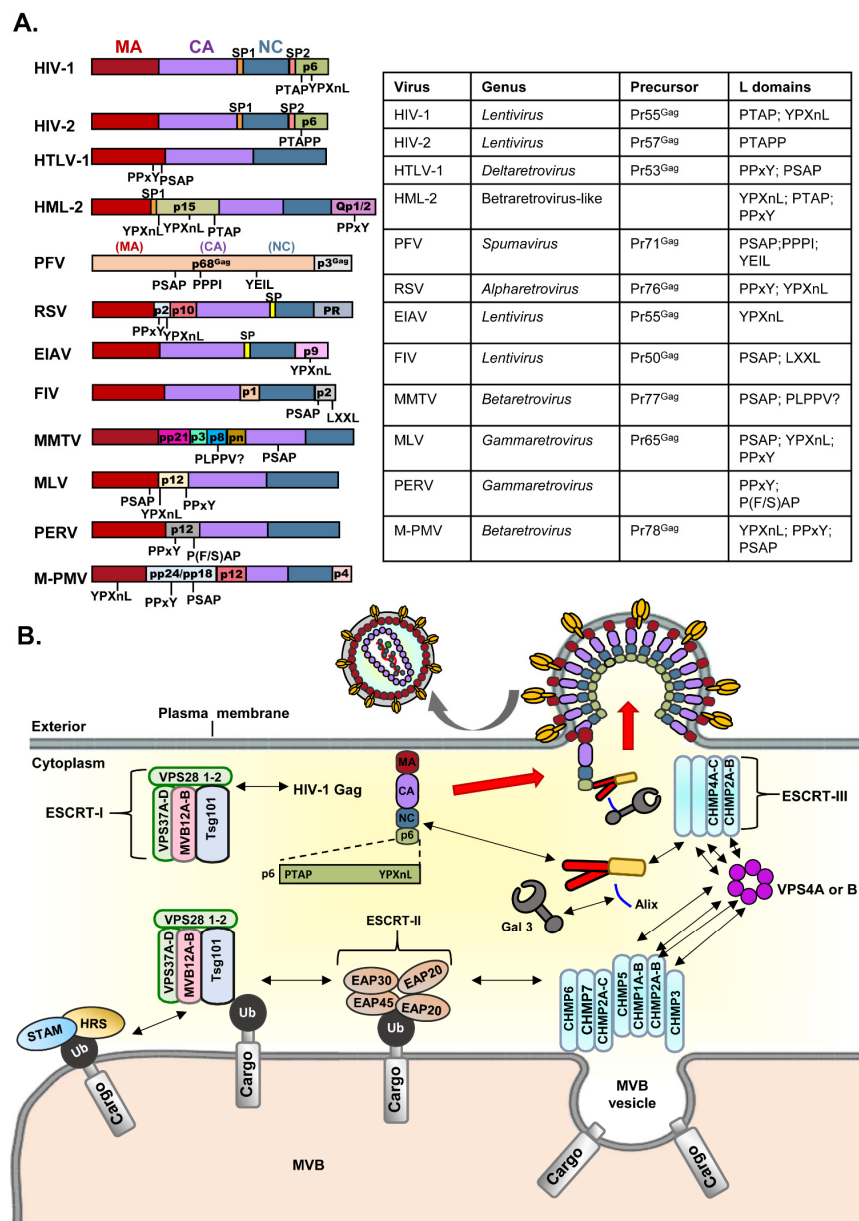 A.
MA CA NC
SP1 SP2
HIV-1 p6
PTAP YPXnL
SP1 SP2
HIV-2 p6
PTAPP
HTLV-1
PPxY PSAP
SP1
HML-2 p15 Qp1/2
YPXnL YPXnL PTAP PPxY
(MA) (CA) (NC)
PFV p68Gag p3Gag
PSAP PPPI YEIL
SP
RSV p2 p10 PR
PPxY YPXnL
SP
EIAV p9
YPXnL
FIV p1 p2
PSAP LXXL
MMTV pp21 p3 p8 pn
PLPPV? PSAP
MLV p12
PSAP YPXnL PPxY
PERV p12
PPxY P(F/S)AP
M-PMV pp24/pp18 p12 p4
YPXnL PPxY PSAP
Virus Genus Precursor L domains
HIV-1 Lentivirus Pr55Gag PTAP; YPXnL
HIV-2 Lentivirus Pr57Gag PTAPP
HTLV-1 Deltaretrovirus Pr53Gag PPxY; PSAP
HML-2 Betraretrovirus-like YPXnL; PTAP;
PPxY
PFV Spumavirus Pr71Gag PSAP;PPPI;
YEIL
RSV Alpharetrovirus Pr76Gag PPxY; YPXnL
EIAV Lentivirus Pr55Gag YPXnL
FIV Lentivirus Pr50Gag PSAP; LXXL
MMTV Betaretrovirus Pr77Gag PSAP; PLPPV?
MLV Gammaretrovirus Pr65Gag PSAP; YPXnL;
PPxY
PERV Gammaretrovirus PPxY;
P(F/S)AP
M-PMV Betaretrovirus Pr78Gag YPXnL; PPxY;
PSAP
B.
Exterior
Plasma membrane
Cytoplasm
ESCRT-I
VPS28 1-2
VPS37A-D
MVB12A-B
Tsg101
HIV-1 Gag
MA
CA
NC
p6
p6 PTAP YPXnL
CHMP4A-C
CHMP2A-B
ESCRT-III
VPS4A or B
Alix
Gal 3
VPS28 1-2
VPS37A-D
MVB12A-B
Tsg101
Ub
Cargo
ESCRT-II
EAP30
EAP20
EAP45
EAP20
Ub
Cargo
STAM
HRS
Ub
Cargo
CHMP6
CHMP7
CHMP2A-C
CHMP5
CHMP1A-B
CHMP2A-B
CHMP3
MVB
vesicle
Cargo
Cargo
MVB